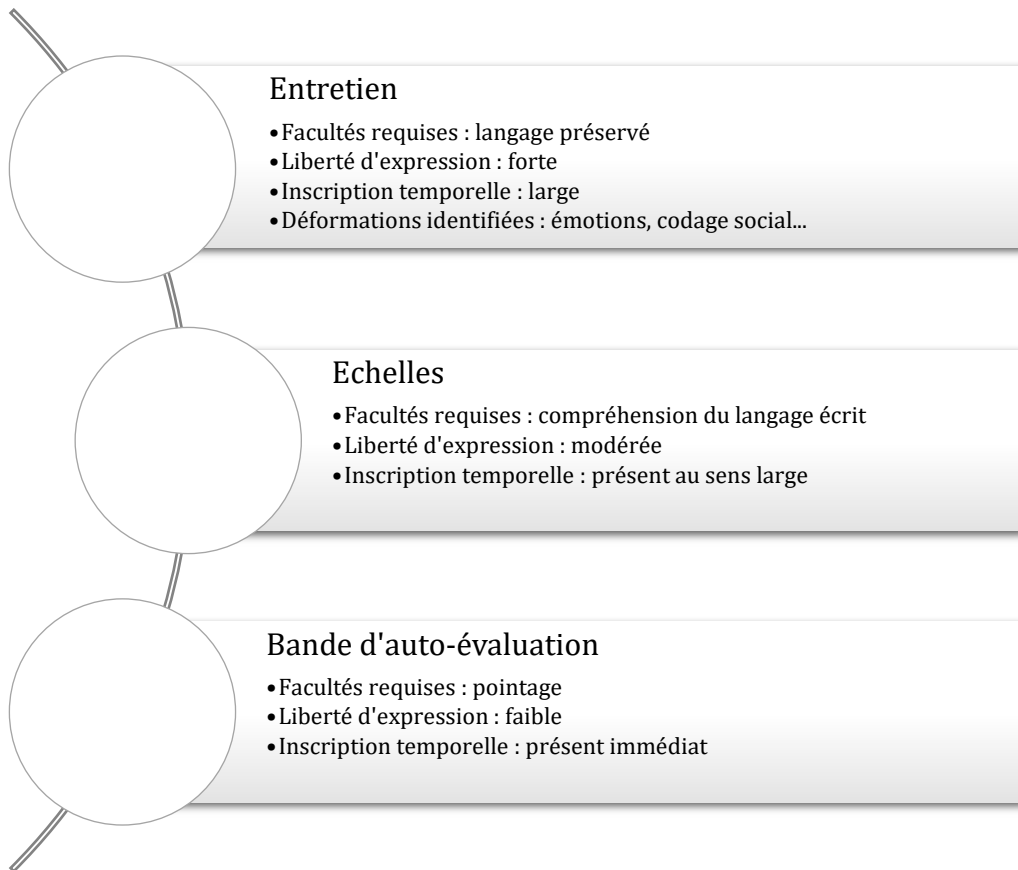 Entretien
•Facultés requises : langage préservé
•Liberté d'expression : forte
•Inscription temporelle : large
•Déformations identifiées : émotions, codage social...
Echelles
•Facultés requises : compréhension du langage écrit
•Liberté d'expression : modérée
•Inscription temporelle : présent au sens large
Bande d'auto-évaluation
•Facultés requises : pointage
•Liberté d'expression : faible
•Inscription temporelle : présent immédiat